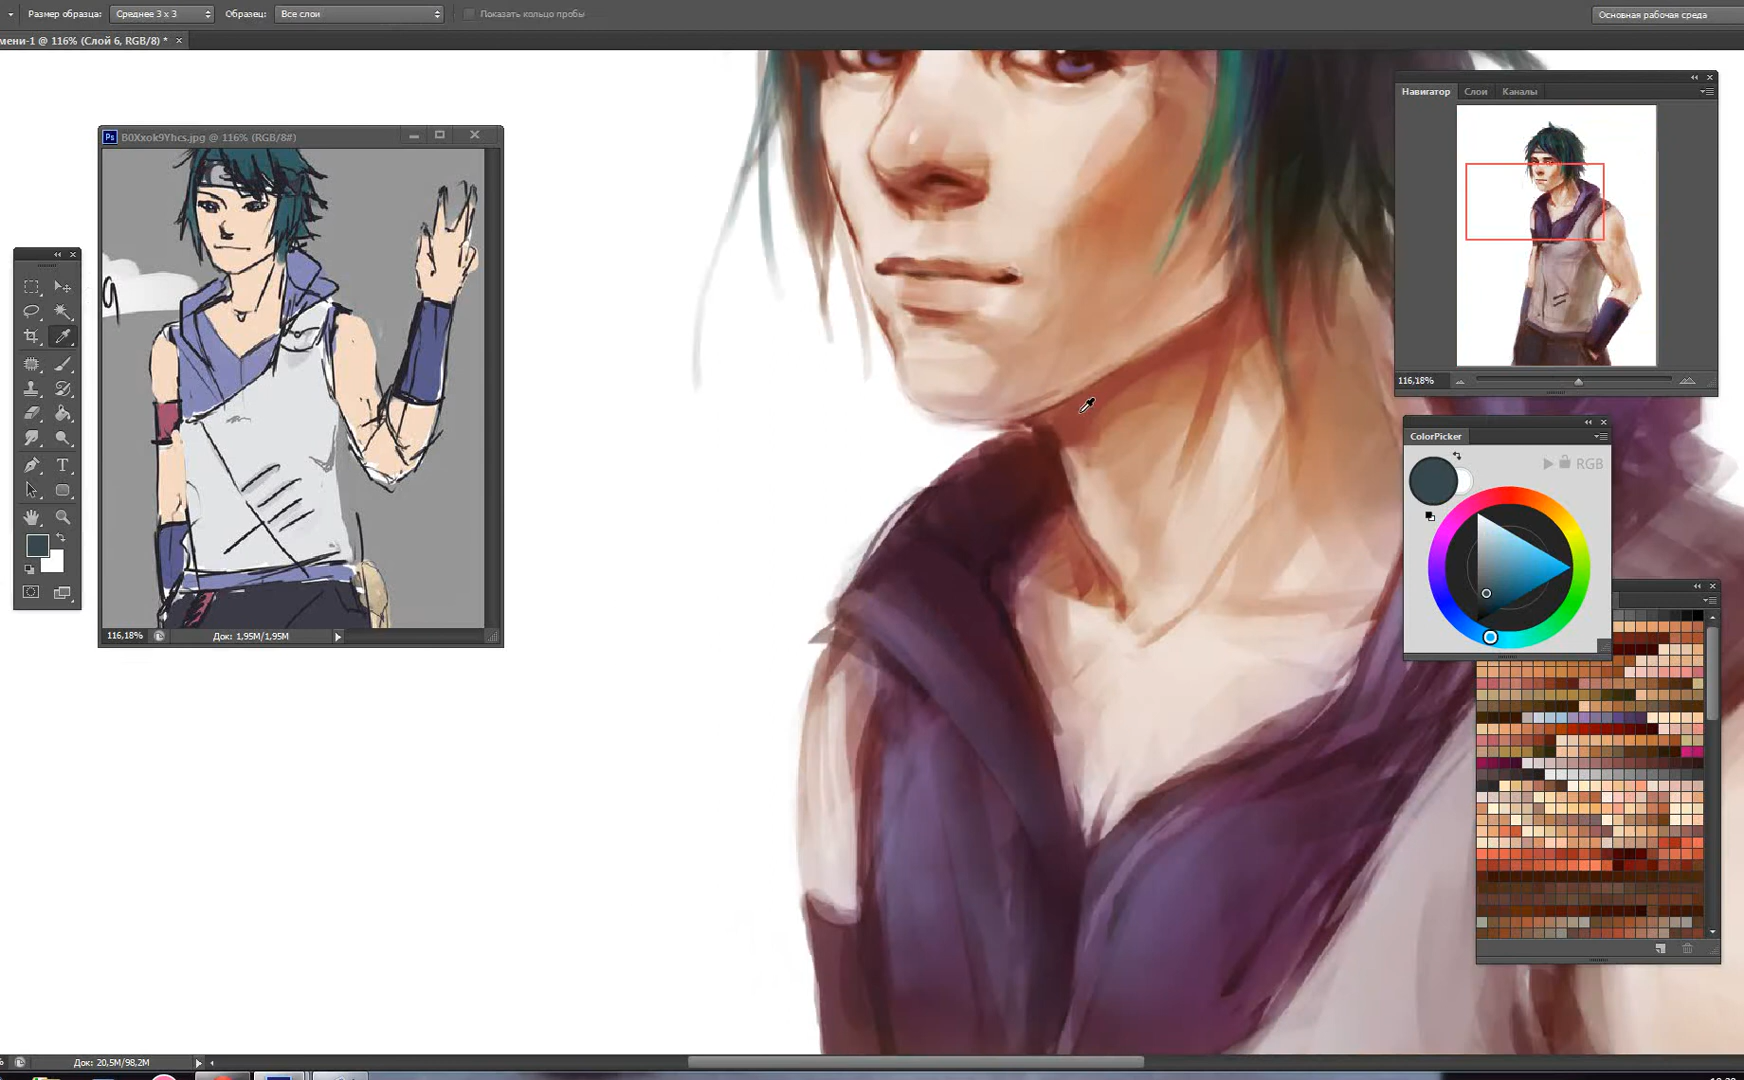 Размер образца: Среднее 3 x 3 Образец: Все слои Показать кольцо пробы Основная рабочая среда
мени-1 @ 116% (Слой 6, RGB/8) *
Навигатор Слои Каналы
B0Xxok9Yhcs.jpg @ 116% (RGB/8#)
116,18%
ColorPicker
RGB
116,18% Док: 1,95M/1,95M
Док: 20,5M/98,2M